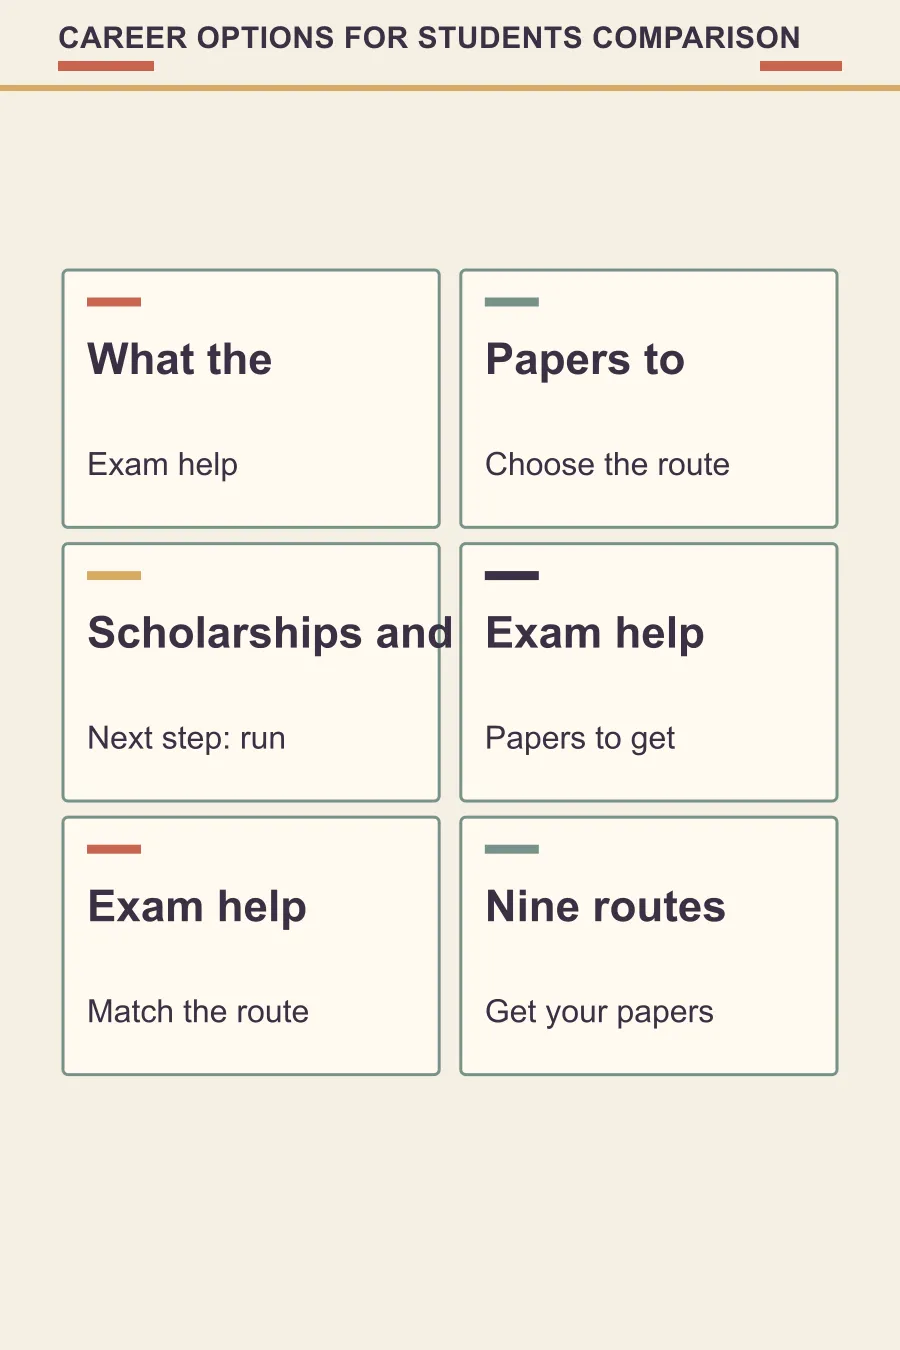 CAREER OPTIONS FOR STUDENTS COMPARISON
What the
Exam help
Papers to
Choose the route
Scholarships and
Next step: run
Exam help
Papers to get
Exam help
Match the route
Nine routes
Get your papers